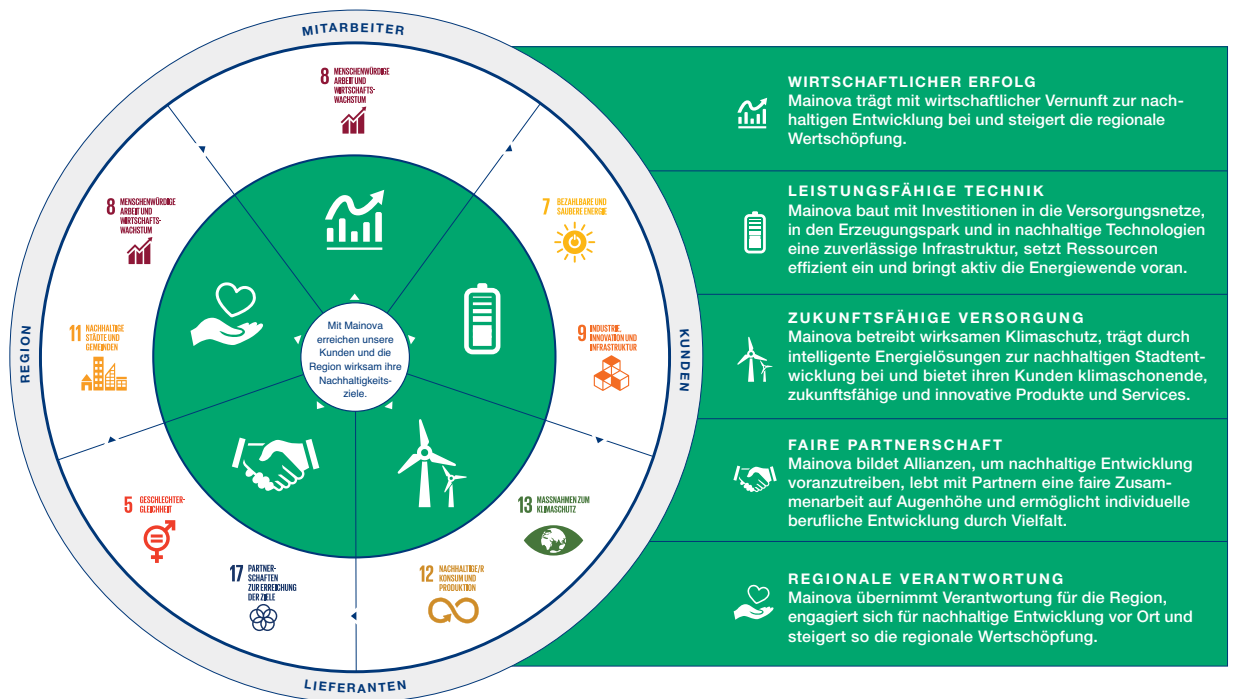 MITARBEITER
8 MENSCHENWÜRDIGE
ARBEIT UND
WIRTSCHAFTS-
WACHSTUM
8 MENSCHENWÜRDIGE
ARBEIT UND
WIRTSCHAFTS-
WACHSTUM
7 BEZAHLBARE UND
SAUBERE ENERGIE
REGION
11 NACHHALTIGE
STÄDTE UND
GEMEINDEN
Mit Mainova
erreichen unsere
Kunden und die
Region wirksam ihre
Nachhaltigkeits-
ziele.
9 INDUSTRIE,
INNOVATION UND
INFRASTRUKTUR
KUNDEN
5 GESCHLECHTER-
GLEICHHEIT
13 MASSNAHMEN ZUM
KLIMASCHUTZ
17 PARTNER-
SCHAFTEN
ZUR ERREICHUNG
DER ZIELE
12 NACHHALTIGE/R
KONSUM UND
PRODUKTION
LIEFERANTEN
WIRTSCHAFTLICHER ERFOLG
Mainova trägt mit wirtschaftlicher Vernunft zur nach-
haltigen Entwicklung bei und steigert die regionale
Wertschöpfung.
LEISTUNGSFÄHIGE TECHNIK
Mainova baut mit Investitionen in die Versorgungsnetze,
in den Erzeugungspark und in nachhaltige Technologien
eine zuverlässige Infrastruktur, setzt Ressourcen
effizient ein und bringt aktiv die Energiewende voran.
ZUKUNFTSFÄHIGE VERSORGUNG
Mainova betreibt wirksamen Klimaschutz, trägt durch
intelligente Energielösungen zur nachhaltigen Stadtent-
wicklung bei und bietet ihren Kunden klimaschonende,
zukunftsfähige und innovative Produkte und Services.
FAIRE PARTNERSCHAFT
Mainova bildet Allianzen, um nachhaltige Entwicklung
voranzutreiben, lebt mit Partnern eine faire Zusam-
menarbeit auf Augenhöhe und ermöglicht individuelle
berufliche Entwicklung durch Vielfalt.
REGIONALE VERANTWORTUNG
Mainova übernimmt Verantwortung für die Region,
engagiert sich für nachhaltige Entwicklung vor Ort und
steigert so die regionale Wertschöpfung.